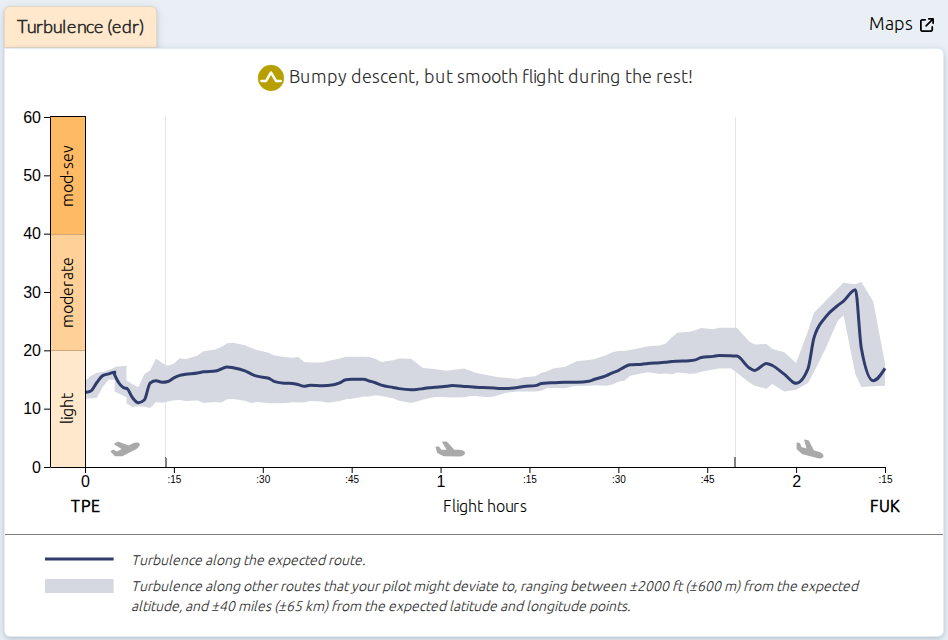 Turbulence (edr)
Maps
Bumpy descent, but smooth flight during the rest!
60
50
40
30
20
10
0
mod-sev
moderate
light
0 :15 :30 :45 1 :15 :30 :45 2 :15
TPE Flight hours FUK
Turbulence along the expected route.
Turbulence along other routes that your pilot might deviate to, ranging between ±2000 ft (±600 m) from the expected
altitude, and ±40 miles (±65 km) from the expected latitude and longitude points.